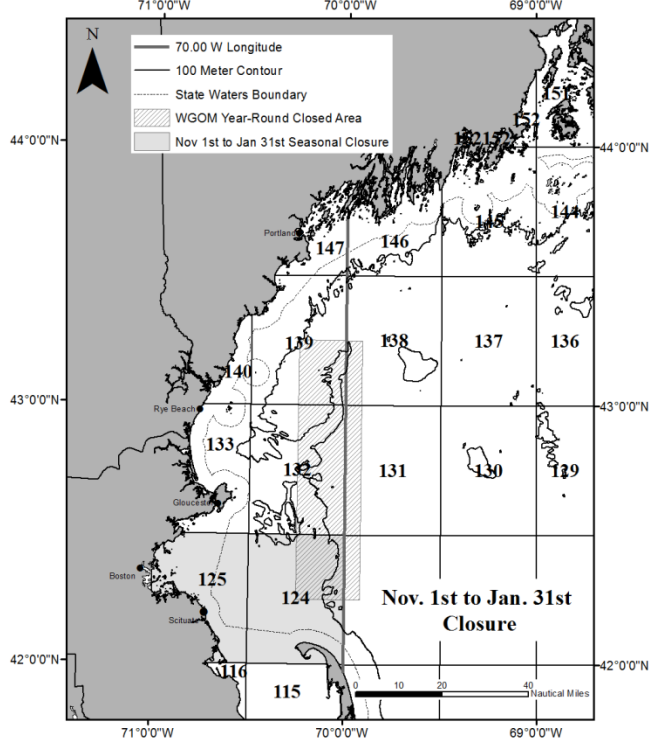 71°0'0"W
70°0'0"W
69°0'0"W
N
70.00 W Longitude
100 Meter Contour
State Waters Boundary
WGOM Year-Round Closed Area
Nov 1st to Jan 31st Seasonal Closure
151
152
152
44°0'0"N
44°0'0"N
144
145
Portland
146
147
139
138
137
136
140
43°0'0"N
43°0'0"N
Rye Beach
133
132
131
130
129
Gloucester
Boston
125
124
Nov. 1st to Jan. 31st
Closure
Scituate
42°0'0"N
42°0'0"N
116
115
0 10 20 40
Nautical Miles
71°0'0"W
70°0'0"W
69°0'0"W